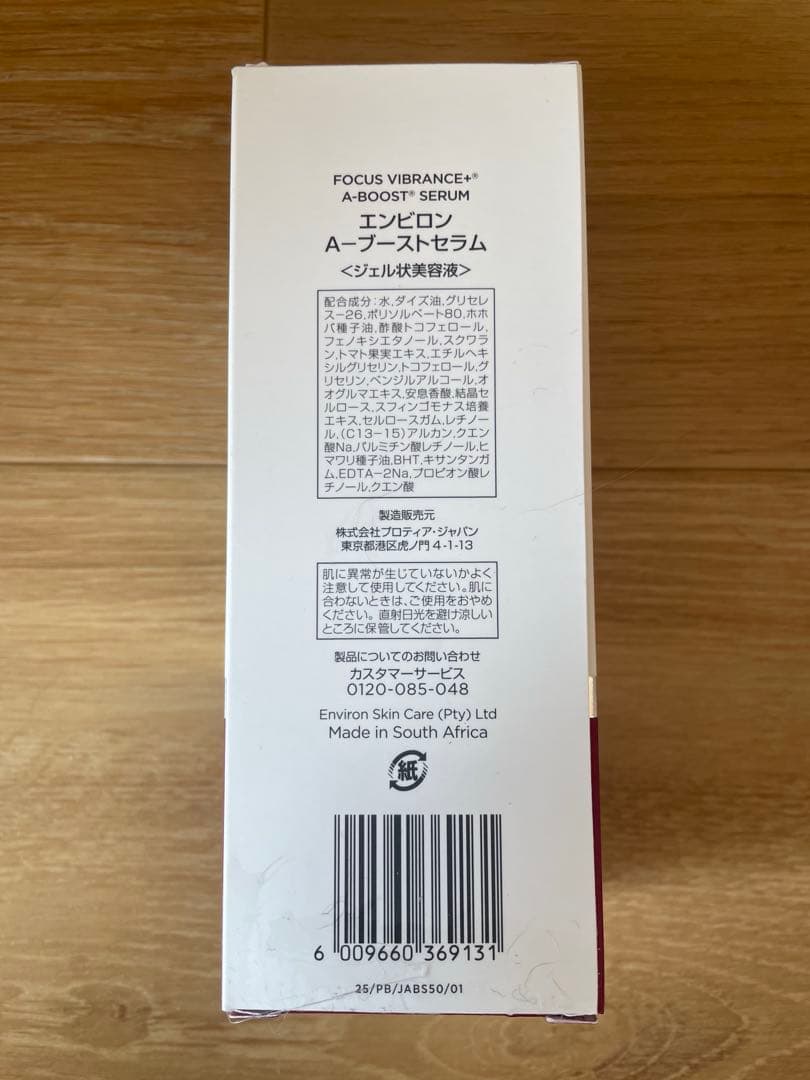 FOCUS VIBRANCE+®
A-BOOST® SERUM
エンビロン
A−ブーストセラム
<ジェル状美容液>
配合成分:水,ダイズ油,グリセレ
ス−26,ポリソルベート80,ホホ
バ種子油,酢酸トコフェロール,
フェノキシエタノール,スクワラ
ン,トマト果実エキス,エチルヘキ
シルグリセリン,トコフェロール,グ
リセリン,ベンジルアルコール,オ
オグルマエキス,安息香酸,結晶セ
ルロース,スフィンゴモナス培養
エキス,セルロースガム,レチノー
ル,(C13−15)アルカン,クエン
酸Na,パルミチン酸レチノール,ヒ
マワリ種子油,BHT,キサンタンガ
ム,EDTA−2Na,プロピオン酸レ
チノール,クエン酸
製造販売元
株式会社プロティア・ジャパン
東京都港区虎ノ門4-1-13
肌に異常が生じていないかよく
注意して使用してください。肌に
合わないときは、ご使用をおやめ
ください。直射日光を避け涼しい
ところに保管してください。
製品についてのお問い合わせ
カスタマーサービス
0120-085-048
Environ Skin Care (Pty) Ltd
Made in South Africa
紙
6 009660 369131
25/PB/JABS50/01